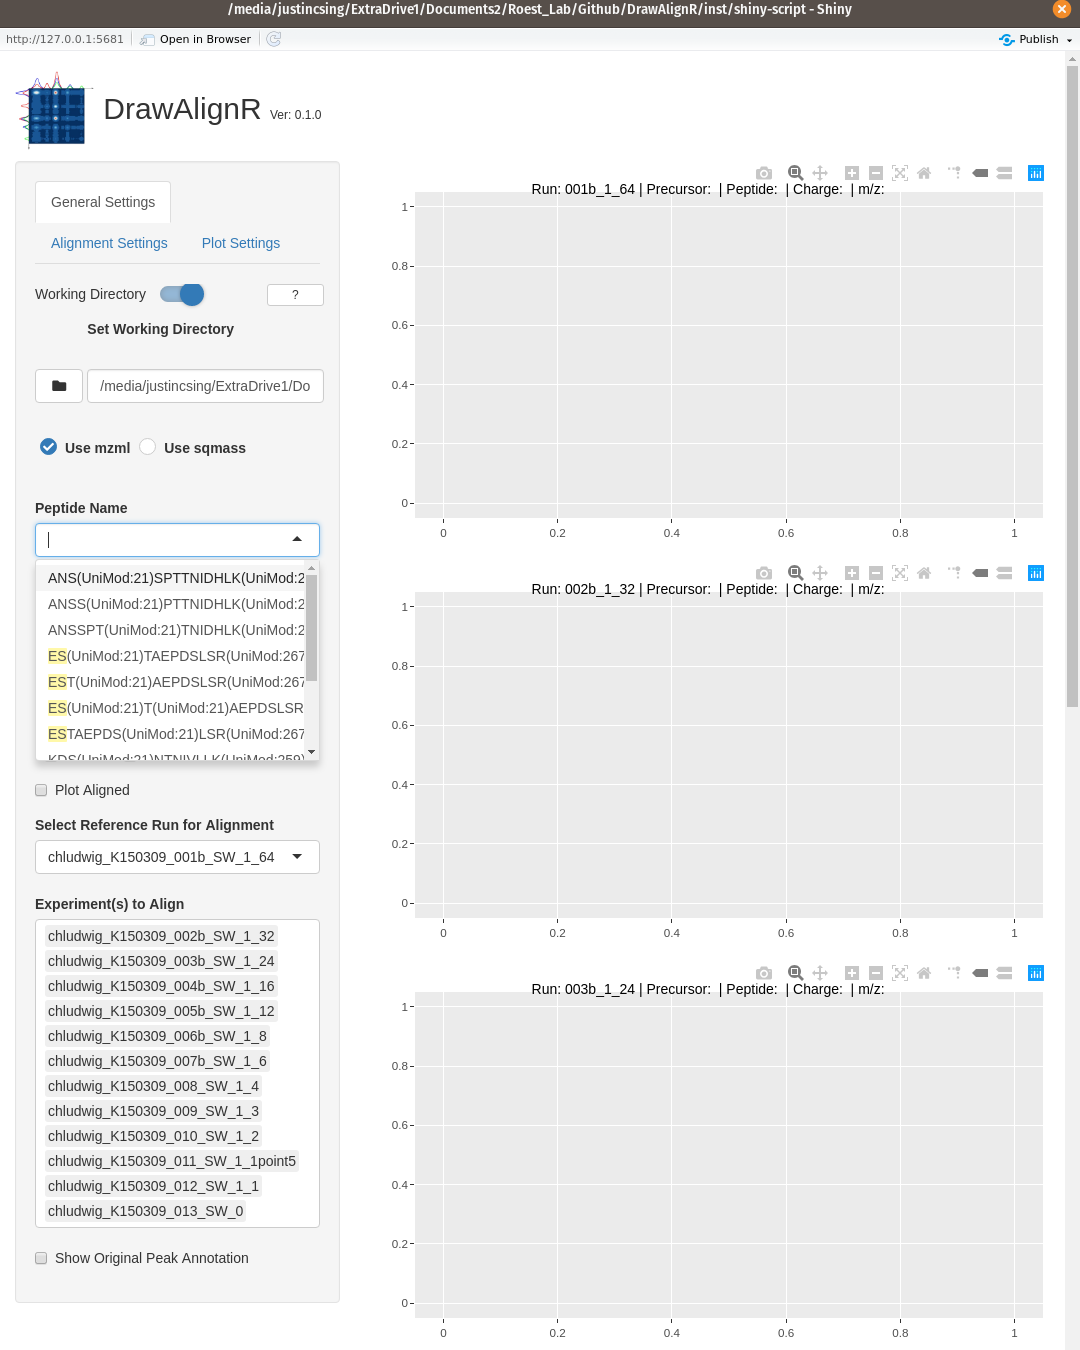 /media/justincsing/ExtraDrive1/Documents2/Roest_Lab/Github/DrawAlignR/inst/shiny-script - Shiny
http://127.0.0.1:5681 Open in Browser Publish
DrawAlignR Ver: 0.1.0
General Settings
Alignment Settings Plot Settings
Working Directory ?
Set Working Directory
/media/justincsing/ExtraDrive1/Do
Use mzml Use sqmass
Peptide Name
ANS(UniMod:21)SPTTNIDHLK(UniMod:2
ANSS(UniMod:21)PTTNIDHLK(UniMod:2
ANSSPT(UniMod:21)TNIDHLK(UniMod:2
ES(UniMod:21)TAEPDSLSR(UniMod:267
EST(UniMod:21)AEPDSLSR(UniMod:267
ES(UniMod:21)T(UniMod:21)AEPDSLSR
ESTAEPDS(UniMod:21)LSR(UniMod:267
KDS(UniMod:21)NTNIVLLK(UniMod:259)
Plot Aligned
Select Reference Run for Alignment
chludwig_K150309_001b_SW_1_64
Experiment(s) to Align
chludwig_K150309_002b_SW_1_32
chludwig_K150309_003b_SW_1_24
chludwig_K150309_004b_SW_1_16
chludwig_K150309_005b_SW_1_12
chludwig_K150309_006b_SW_1_8
chludwig_K150309_007b_SW_1_6
chludwig_K150309_008_SW_1_4
chludwig_K150309_009_SW_1_3
chludwig_K150309_010_SW_1_2
chludwig_K150309_011_SW_1_1point5
chludwig_K150309_012_SW_1_1
chludwig_K150309_013_SW_0
Show Original Peak Annotation
Run: 001b_1_64 | Precursor: | Peptide: | Charge: | m/z:
1
0.8
0.6
0.4
0.2
0
0 0.2 0.4 0.6 0.8 1
Run: 002b_1_32 | Precursor: | Peptide: | Charge: | m/z:
1
0.8
0.6
0.4
0.2
0
0 0.2 0.4 0.6 0.8 1
Run: 003b_1_24 | Precursor: | Peptide: | Charge: | m/z:
1
0.8
0.6
0.4
0.2
0
0 0.2 0.4 0.6 0.8 1